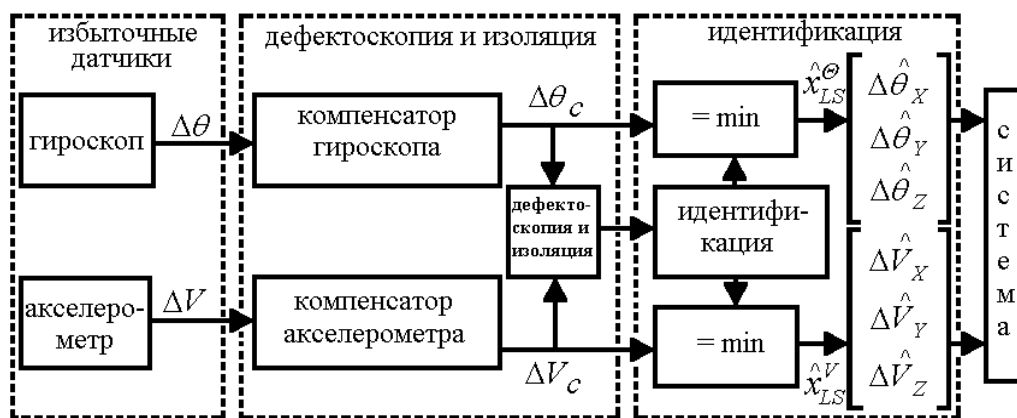 избыточные
датчики
дефектоскопия и изоляция
идентификация
гироскоп
Δθ
компенсатор
гироскопа
Δθ_C
= min
x̂_LS^Θ
Δθ̂_X
Δθ̂_Y
Δθ̂_Z
дефекто-
скопия и
изоляция
идентифи-
кация
акселеро-
метр
ΔV
компенсатор
акселерометра
ΔV_C
= min
x̂_LS^V
ΔV̂_X
ΔV̂_Y
ΔV̂_Z
с
и
с
т
е
м
а